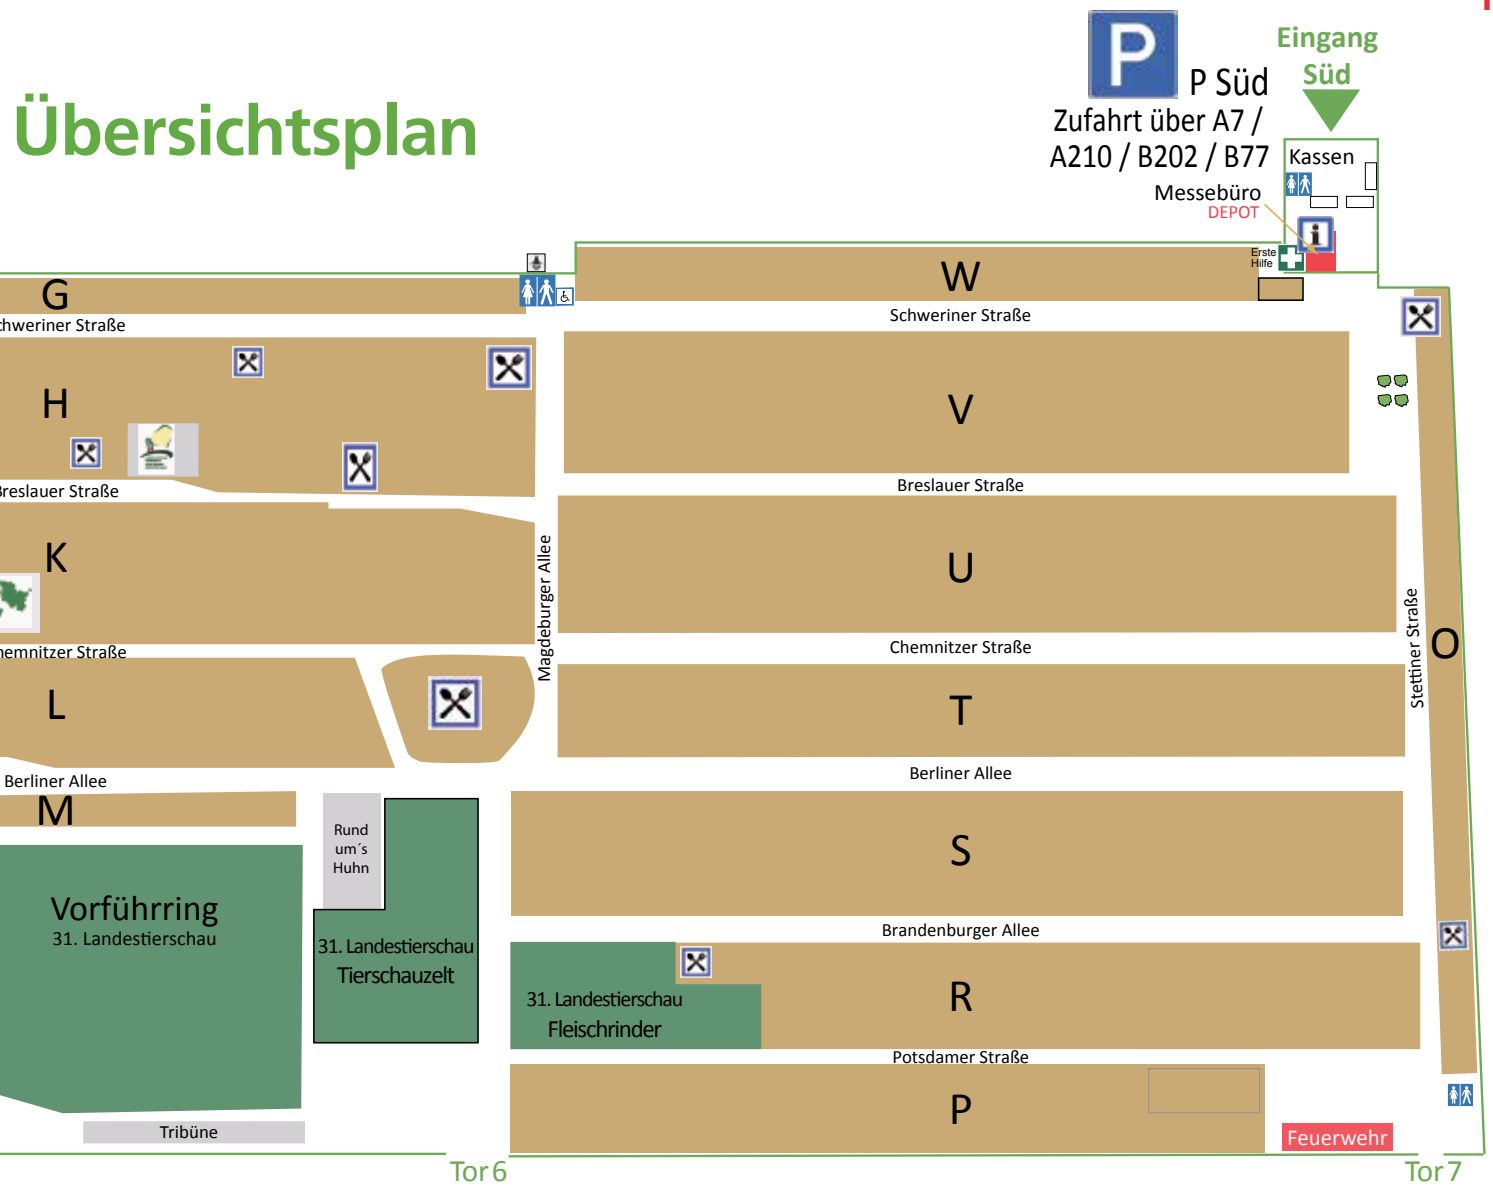 Übersichtsplan
P
P Süd
Zufahrt über A7 /
A210 / B202 / B77
Eingang
Süd
Kassen
Messebüro
DEPOT
i
Erste
Hilfe
G
W
chweriner Straße
Schweriner Straße
H
V
Breslauer Straße
Breslauer Straße
K
U
Magdeburger Allee
Stettiner Straße
O
hemnitzer Straße
Chemnitzer Straße
L
T
Berliner Allee
Berliner Allee
M
Rund
um´s
Huhn
S
Vorführring
31. Landestierschau
31. Landestierschau
Tierschauzelt
Brandenburger Allee
31. Landestierschau
Fleischrinder
R
Potsdamer Straße
P
Tribüne
Feuerwehr
Tor 6
Tor 7